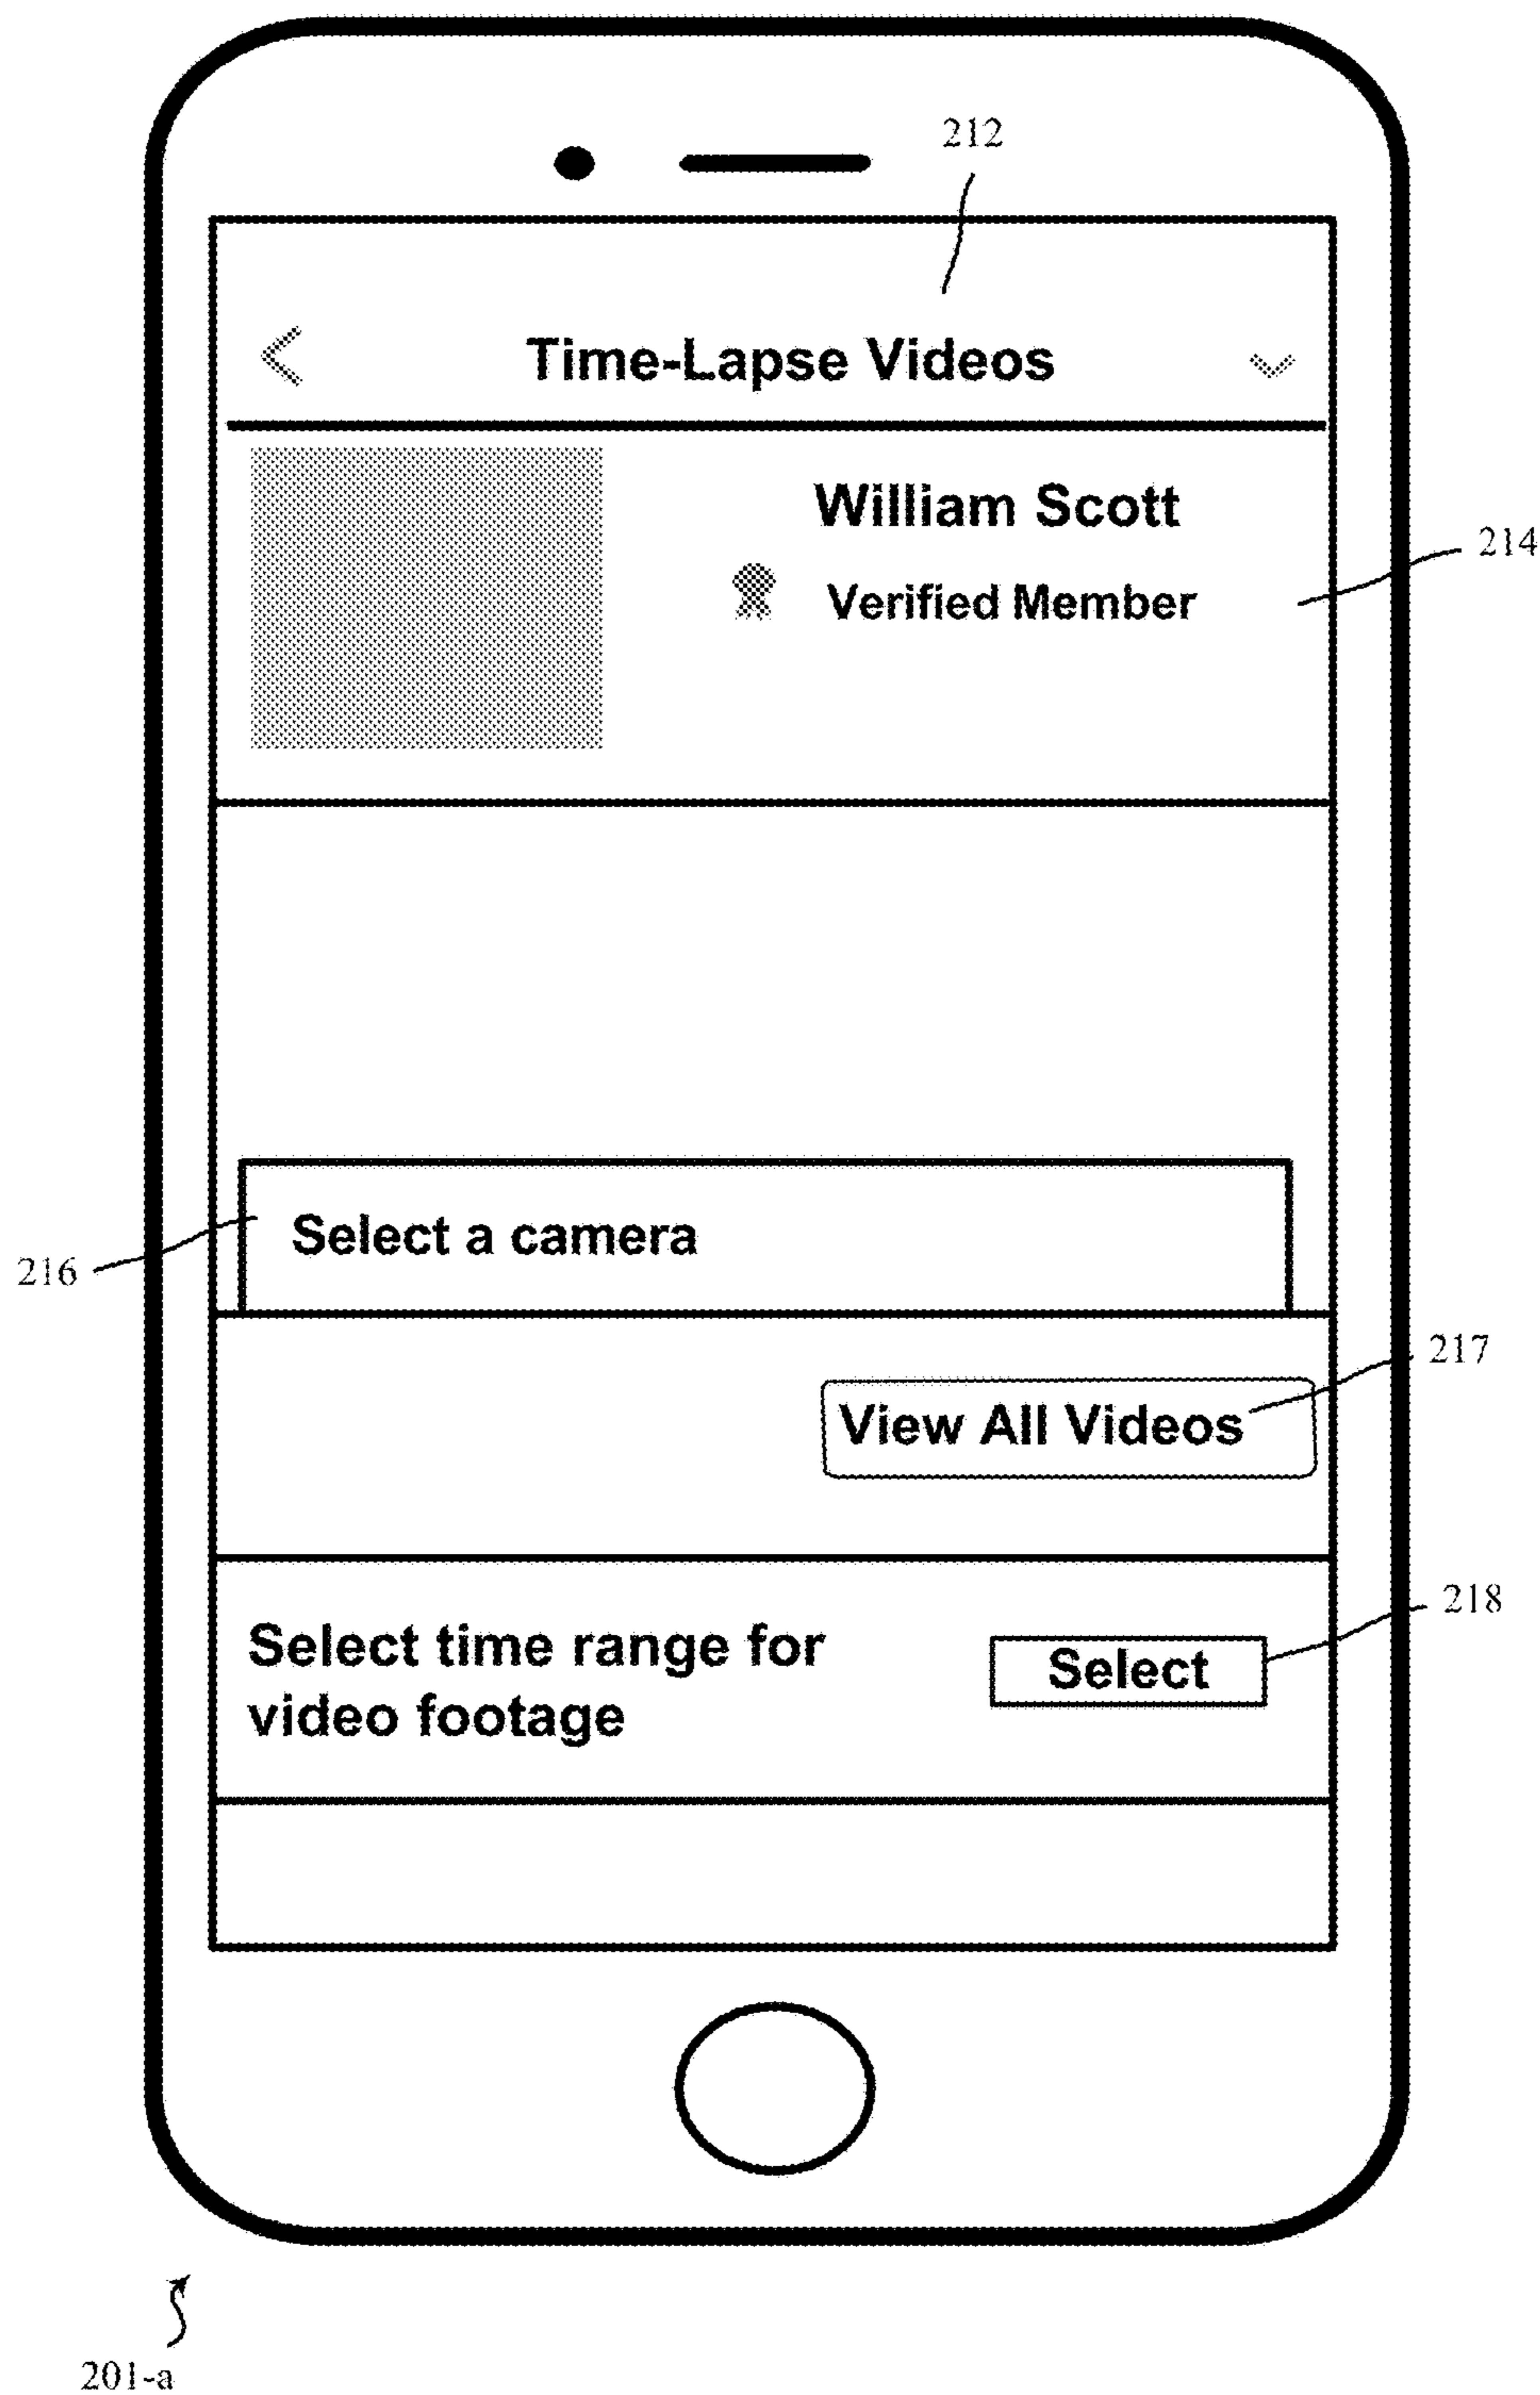 212
Time-Lapse Videos
William Scott
214
Verified Member
Select a camera
216
217
View All Videos
218
Select time range for
Select
video footage
201-a